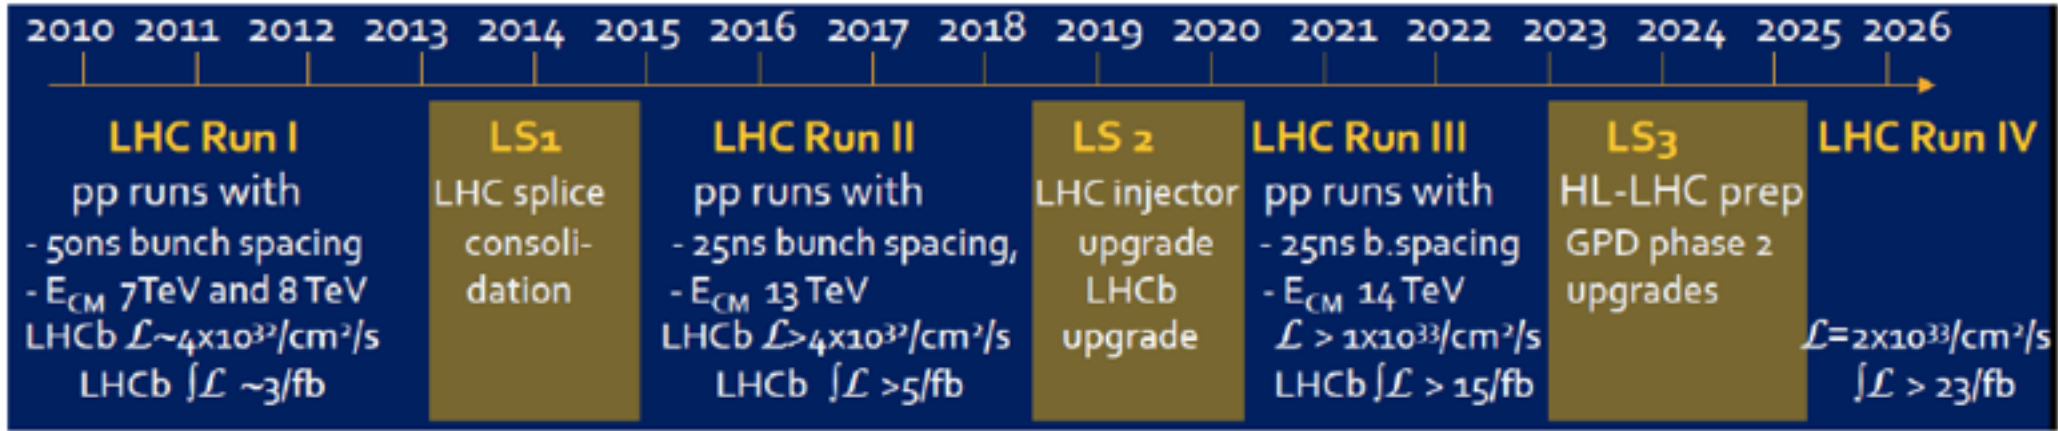 2010 2011 2012 2013 2014 2015 2016 2017 2018 2019 2020 2021 2022 2023 2024 2025 2026
LHC Run I
pp runs with
- 50ns bunch spacing
- E_CM 7TeV and 8 TeV
LHCb ℒ~4x10³²/cm²/s
LHCb ∫ℒ ~3/fb
LS1
LHC splice
consoli-
dation
LHC Run II
pp runs with
- 25ns bunch spacing,
- E_CM 13 TeV
LHCb ℒ>4x10³²/cm²/s
LHCb ∫ℒ >5/fb
LS 2
LHC injector
upgrade
LHCb
upgrade
LHC Run III
pp runs with
- 25ns b.spacing
- E_CM 14 TeV
ℒ > 1x10³³/cm²/s
LHCb ∫ℒ > 15/fb
LS3
HL-LHC prep
GPD phase 2
upgrades
LHC Run IV
ℒ=2x10³³/cm²/s
∫ℒ > 23/fb